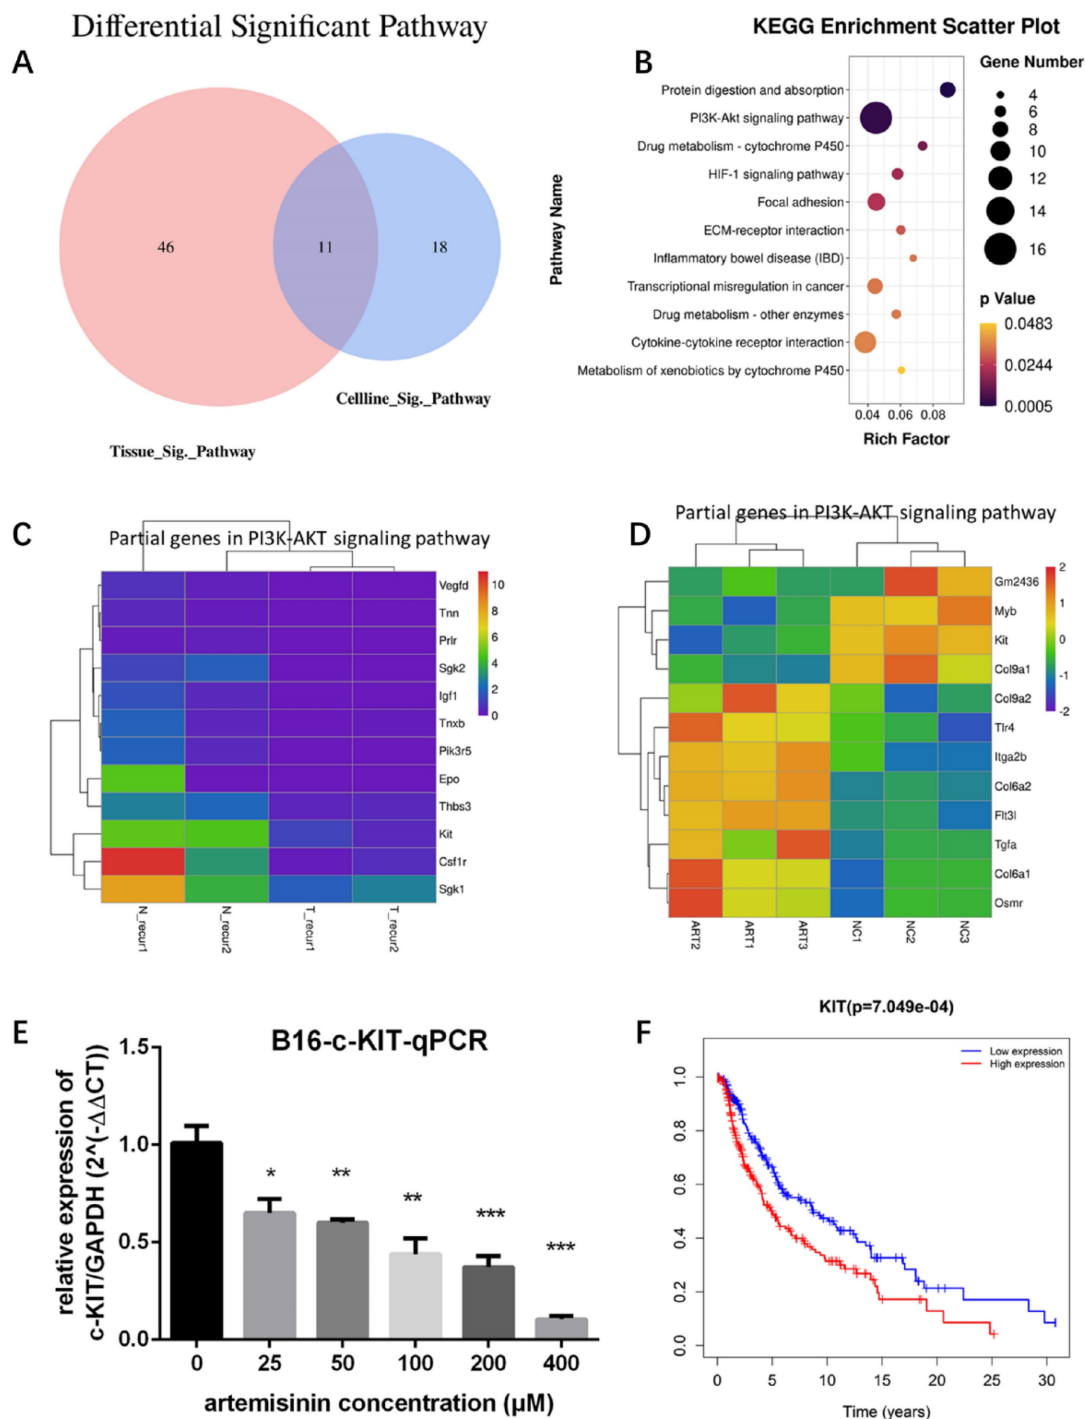 Differential Significant Pathway
A
46
11
18
Cellline_Sig._Pathway
Tissue_Sig._Pathway
KEGG Enrichment Scatter Plot
B
Pathway Name
Protein digestion and absorption
PI3K-Akt signaling pathway
Drug metabolism - cytochrome P450
HIF-1 signaling pathway
Focal adhesion
ECM-receptor interaction
Inflammatory bowel disease (IBD)
Transcriptional misregulation in cancer
Drug metabolism - other enzymes
Cytokine-cytokine receptor interaction
Metabolism of xenobiotics by cytochrome P450
0.04 0.06 0.08
Rich Factor
Gene Number
4
6
8
10
12
14
16
p Value
0.0483
0.0244
0.0005
C
Partial genes in PI3K-AKT signaling pathway
Vegfd
Tnn
Prlr
Sgk2
Igf1
Tnxb
Pik3r5
Epo
Thbs3
Kit
Csf1r
Sgk1
N_recur1
N_recur2
T_recur1
T_recur2
10
8
6
4
2
0
D
Partial genes in PI3K-AKT signaling pathway
Gm2436
Myb
Kit
Col9a1
Col9a2
Tlr4
Itga2b
Col6a2
Flt3l
Tgfa
Col6a1
Osmr
ART2
ART1
ART3
NC1
NC2
NC3
2
1
0
-1
-2
E
B16-c-KIT-qPCR
relative expression of
c-KIT/GAPDH (2^(-ΔΔCT))
1.5
1.0
0.5
0.0
* ** ** *** ***
0 25 50 100 200 400
artemisinin concentration (μM)
F
KIT(p=7.049e-04)
Low expression
High expression
1.0
0.8
0.6
0.4
0.2
0.0
0 5 10 15 20 25 30
Time (years)